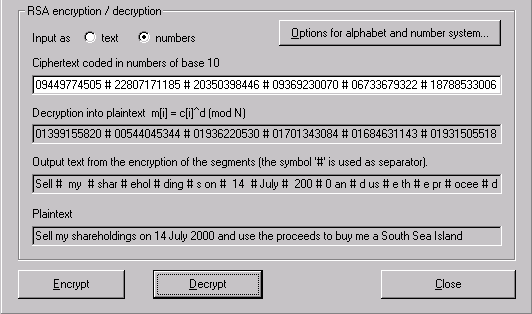 RSA encryption / decryption
Input as text numbers Options for alphabet and number system...
Ciphertext coded in numbers of base 10
09449774505 # 22807171185 # 20350398446 # 09369230070 # 06733679322 # 18788533006
Decryption into plaintext m[i] = c[i]^d (mod N)
01399155820 # 00544045344 # 01936220530 # 01701343084 # 01684631143 # 01931505518
Output text from the encryption of the segments (the symbol '#' is used as separator).
Sell # my # shar # ehol # ding # s on # 14 # July # 200 # 0 an # d us # e th # e pr # ocee # d
Plaintext
Sell my shareholdings on 14 July 2000 and use the proceeds to buy me a South Sea Island
Encrypt Decrypt Close